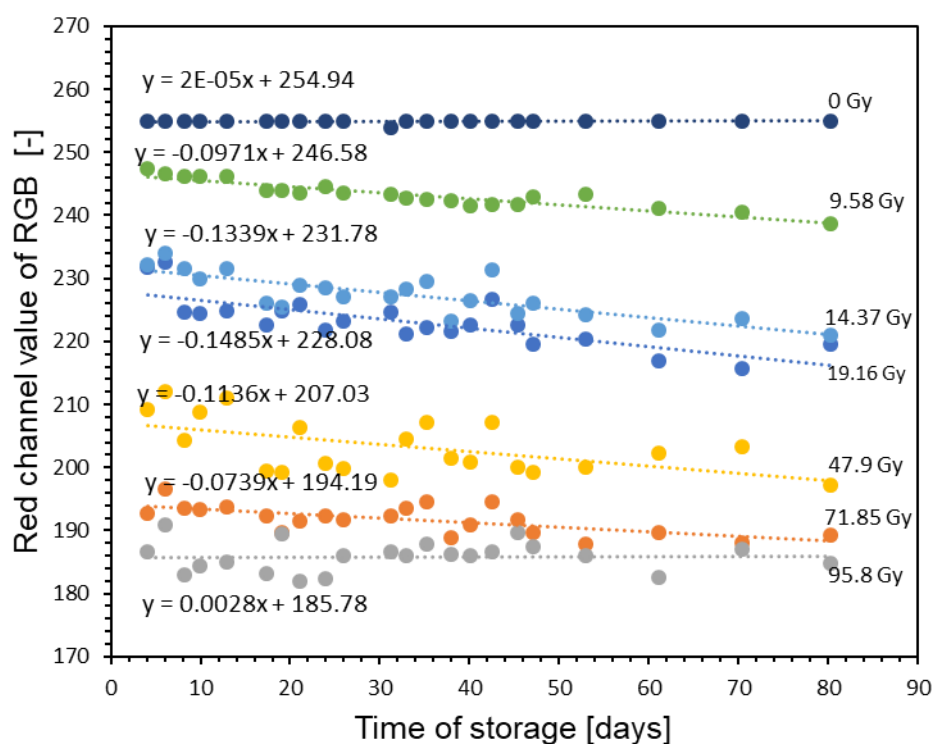 270
260
250
240
230
220
210
200
190
180
170
Red channel value of RGB [-]
y = 2E-05x + 254.94
0 Gy
y = -0.0971x + 246.58
9.58 Gy
y = -0.1339x + 231.78
14.37 Gy
y = -0.1485x + 228.08
19.16 Gy
y = -0.1136x + 207.03
47.9 Gy
y = -0.0739x + 194.19
71.85 Gy
95.8 Gy
y = 0.0028x + 185.78
0 10 20 30 40 50 60 70 80 90
Time of storage [days]